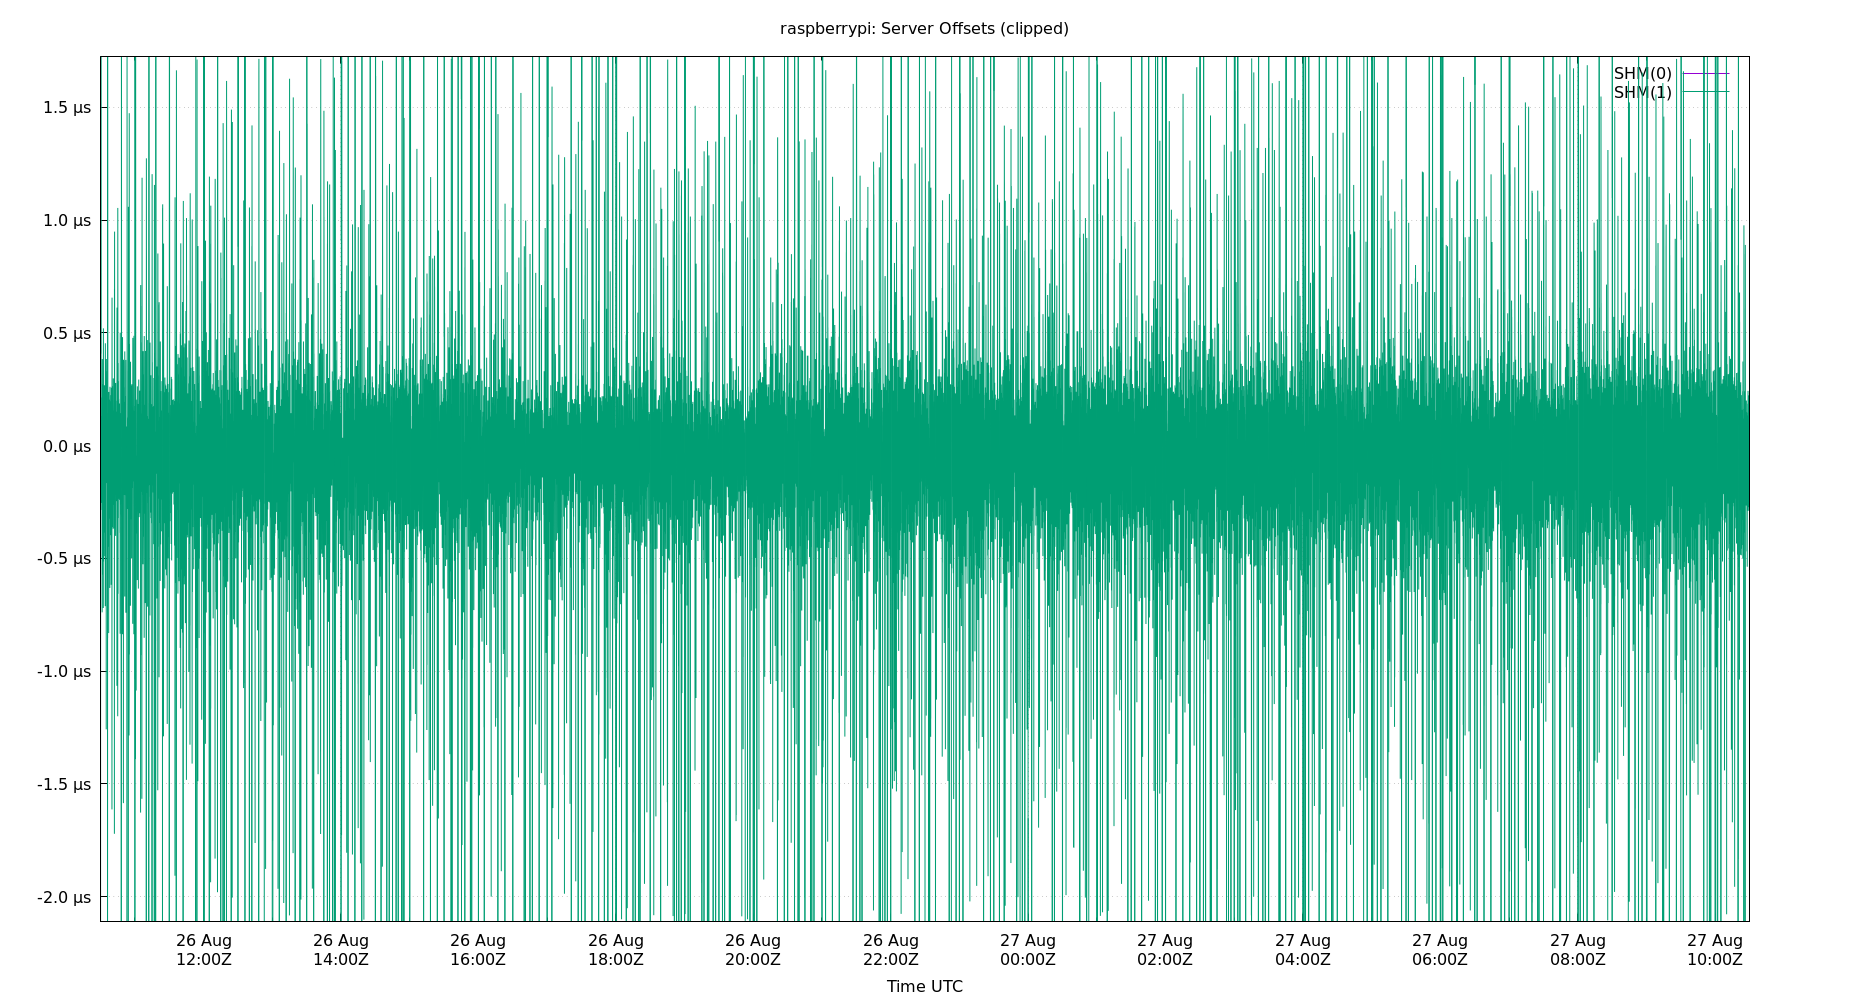 raspberrypi: Server Offsets (clipped)
SHM(0)
SHM(1)
1.5 µs
1.0 µs
0.5 µs
0.0 µs
-0.5 µs
-1.0 µs
-1.5 µs
-2.0 µs
26 Aug 26 Aug 26 Aug 26 Aug 26 Aug 26 Aug 27 Aug 27 Aug 27 Aug 27 Aug 27 Aug 27 Aug
12:00Z 14:00Z 16:00Z 18:00Z 20:00Z 22:00Z 00:00Z 02:00Z 04:00Z 06:00Z 08:00Z 10:00Z
Time UTC